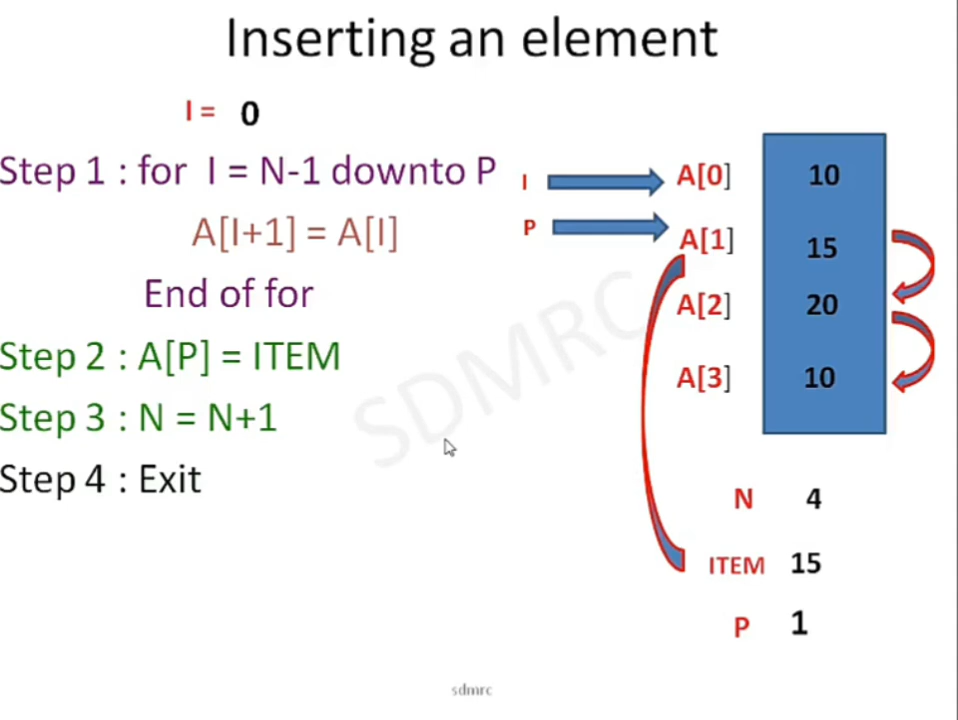 Inserting an element
I = 0
Step 1 : for I = N-1 downto P
A[I+1] = A[I]
End of for
Step 2 : A[P] = ITEM
Step 3 : N = N+1
Step 4 : Exit
I A[0] 10
P A[1] 15
A[2] 20
A[3] 10
N 4
ITEM 15
P 1
SDMRC
sdmrc